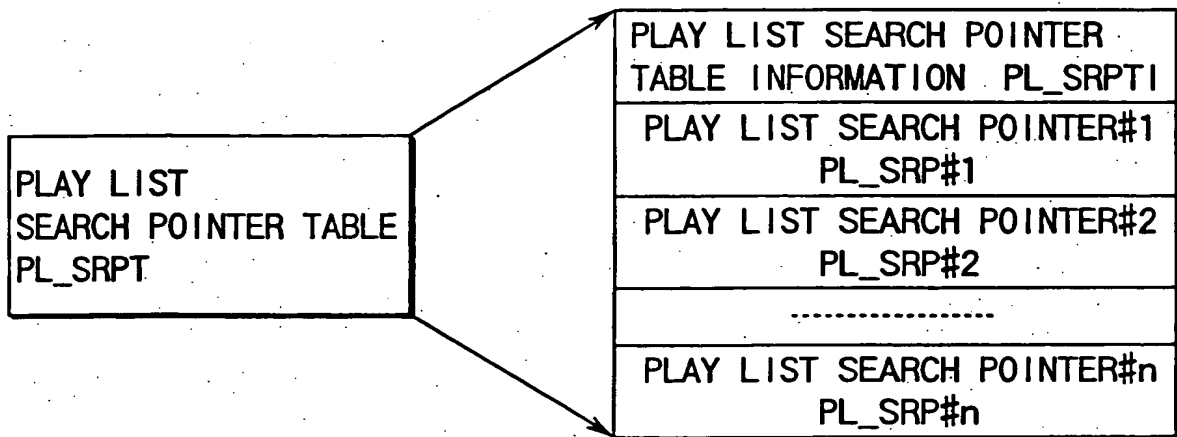 PLAY LIST
SEARCH POINTER TABLE
PL_SRPT
PLAY LIST SEARCH POINTER
TABLE INFORMATION PL_SRPTI
PLAY LIST SEARCH POINTER#1
PL_SRP#1
PLAY LIST SEARCH POINTER#2
PL_SRP#2
------------------
PLAY LIST SEARCH POINTER#n
PL_SRP#n